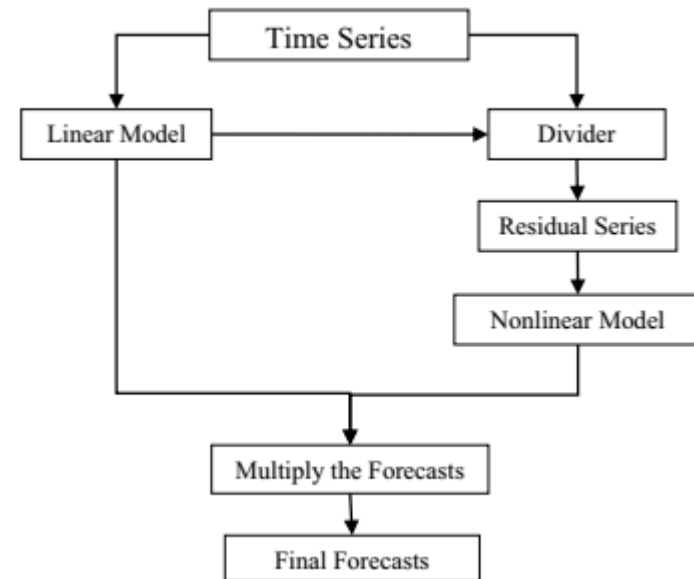 Time Series
Linear Model
Divider
Residual Series
Nonlinear Model
Multiply the Forecasts
Final Forecasts